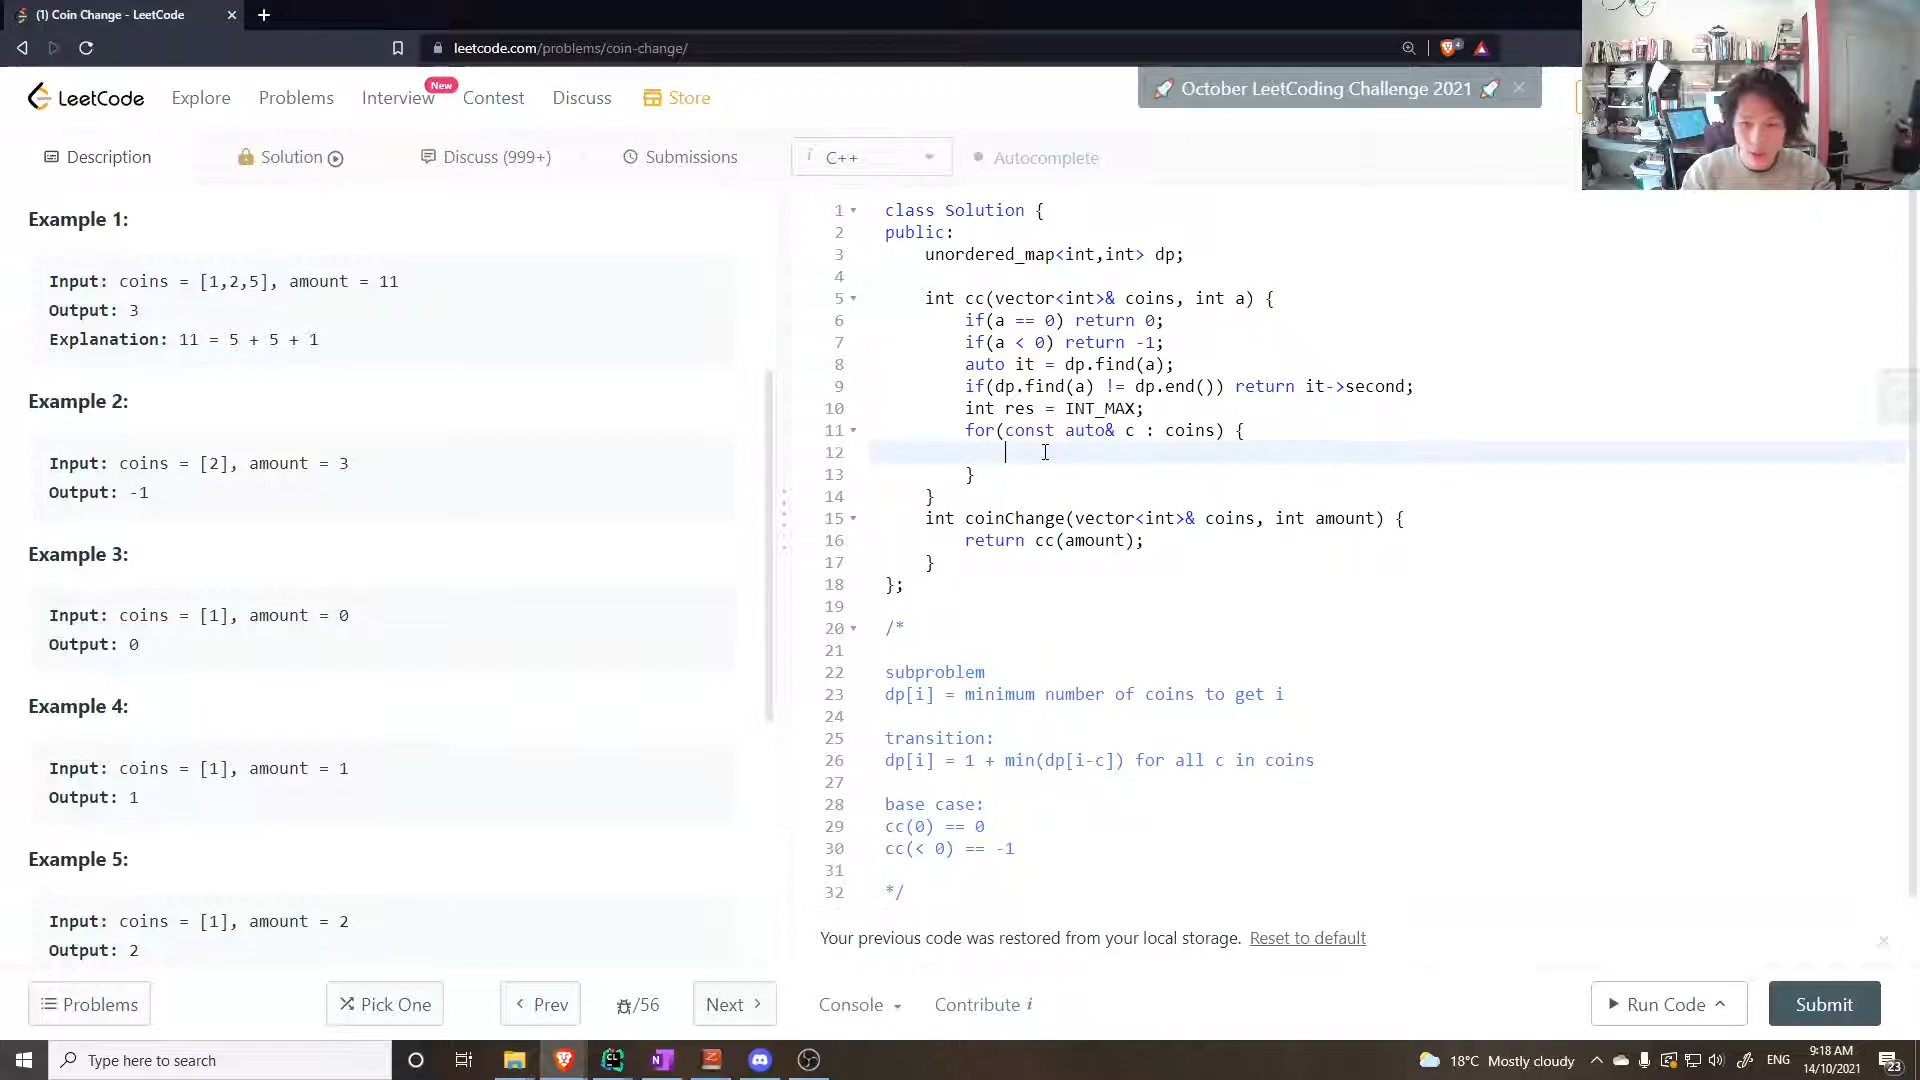 (1) Coin Change - LeetCode
leetcode.com/problems/coin-change/
LeetCode
Explore
Problems
Interview
New
Contest
Discuss
Store
October LeetCoding Challenge 2021
Description
Solution
Discuss (999+)
Submissions
i C++
Autocomplete
Example 1:
Input: coins = [1,2,5], amount = 11
Output: 3
Explanation: 11 = 5 + 5 + 1
Example 2:
Input: coins = [2], amount = 3
Output: -1
Example 3:
Input: coins = [1], amount = 0
Output: 0
Example 4:
Input: coins = [1], amount = 1
Output: 1
Example 5:
Input: coins = [1], amount = 2
Output: 2
1 class Solution {
2 public:
3 unordered_map<int,int> dp;
4
5 int cc(vector<int>& coins, int a) {
6 if(a == 0) return 0;
7 if(a < 0) return -1;
8 auto it = dp.find(a);
9 if(dp.find(a) != dp.end()) return it->second;
10 int res = INT_MAX;
11 for(const auto& c : coins) {
12
13 }
14 }
15 int coinChange(vector<int>& coins, int amount) {
16 return cc(amount);
17 }
18 };
19
20 /*
21
22 subproblem
23 dp[i] = minimum number of coins to get i
24
25 transition:
26 dp[i] = 1 + min(dp[i-c]) for all c in coins
27
28 base case:
29 cc(0) == 0
30 cc(< 0) == -1
31
32 */
Your previous code was restored from your local storage. Reset to default
Problems
Pick One
Prev
/56
Next
Console
Contribute i
Run Code
Submit
Type here to search
18°C Mostly cloudy
ENG
9:18 AM
14/10/2021
23